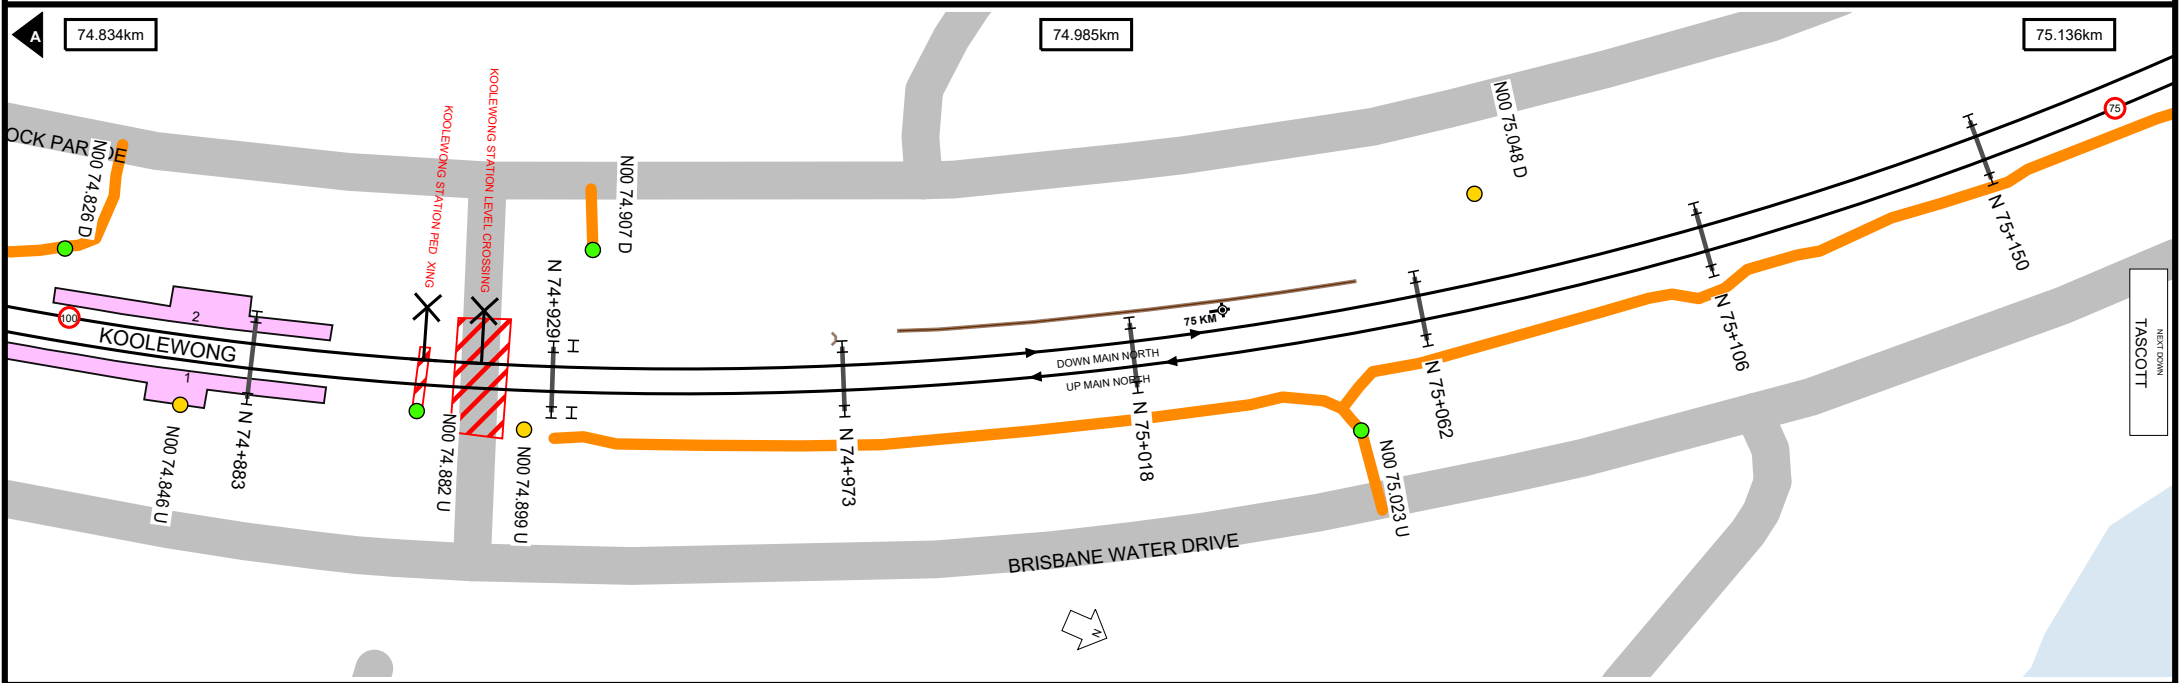 A
74.834km
74.985km
75.136km
OCK PAR
DE
N00 74.826 D
KOOLEWONG STATION PED XING
KOOLEWONG STATION LEVEL CROSSING
N00 74.907 D
N00 75.048 D
75
100
2
KOOLEWONG
1
N 74+929
75 KM
DOWN MAIN NORTH
UP MAIN NORTH
N 75+150
N 75+106
N 75+062
N 75+018
N 74+973
N 74+883
N00 74.846 U
N00 74.882 U
N00 74.899 U
N00 75.023 U
NEXT DOWN
TASCOTT
BRISBANE WATER DRIVE
N